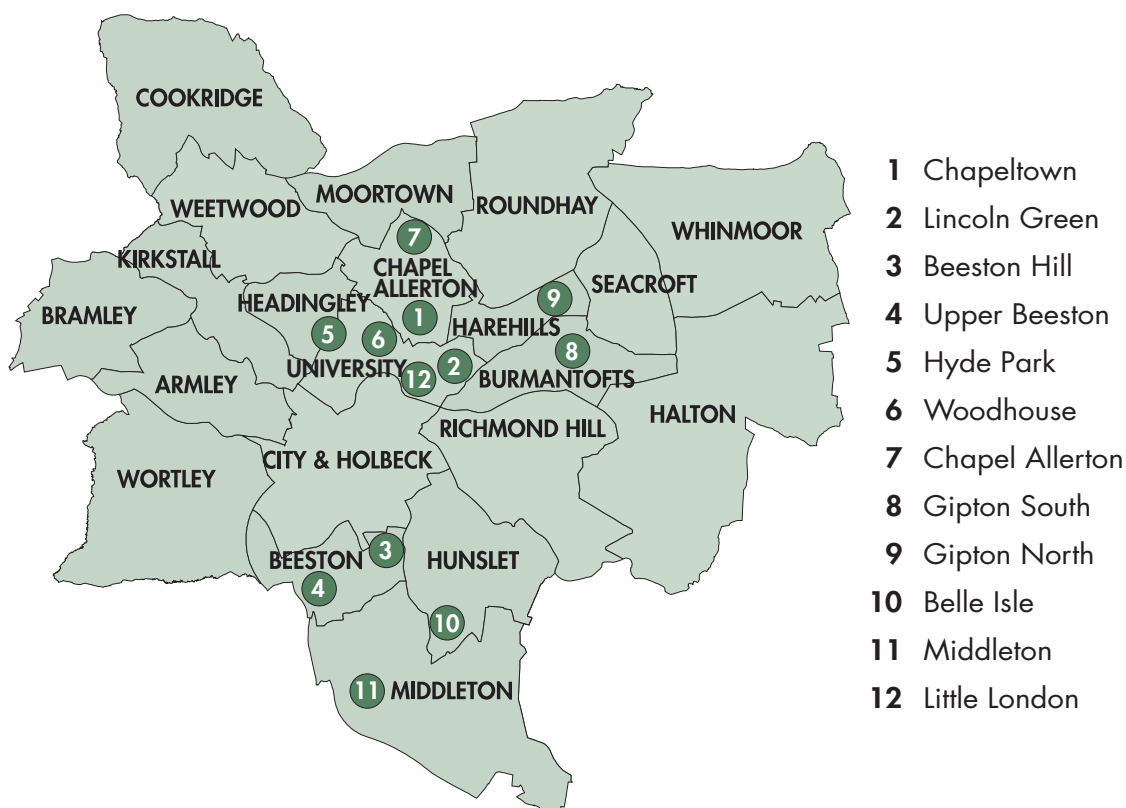 COOKRIDGE
MOORTOWN
ROUNDHAY
WEETWOOD
WHINMOOR
7
KIRKSTALL
CHAPEL
ALLERTON
SEACROFT
HEADINGLEY
9
BRAMLEY
1
HAREHILLS
5
6
8
UNIVERSITY
12
2
BURMANTOFTS
ARMLEY
HALTON
RICHMOND HILL
CITY & HOLBECK
WORTLEY
3
BEESTON
HUNSLET
4
10
11
MIDDLETON
1 Chapeltown
2 Lincoln Green
3 Beeston Hill
4 Upper Beeston
5 Hyde Park
6 Woodhouse
7 Chapel Allerton
8 Gipton South
9 Gipton North
10 Belle Isle
11 Middleton
12 Little London